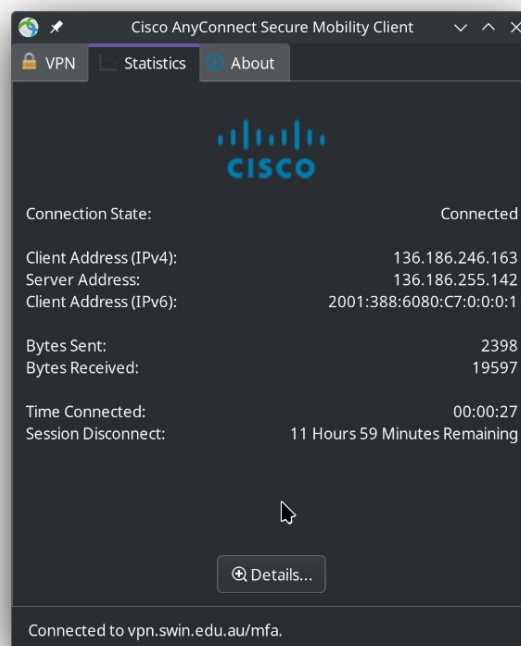 Cisco AnyConnect Secure Mobility Client
VPN Statistics About
CISCO
Connection State: Connected
Client Address (IPv4): 136.186.246.163
Server Address: 136.186.255.142
Client Address (IPv6): 2001:388:6080:C7:0:0:0:1
Bytes Sent: 2398
Bytes Received: 19597
Time Connected: 00:00:27
Session Disconnect: 11 Hours 59 Minutes Remaining
Details...
Connected to vpn.swin.edu.au/mfa.